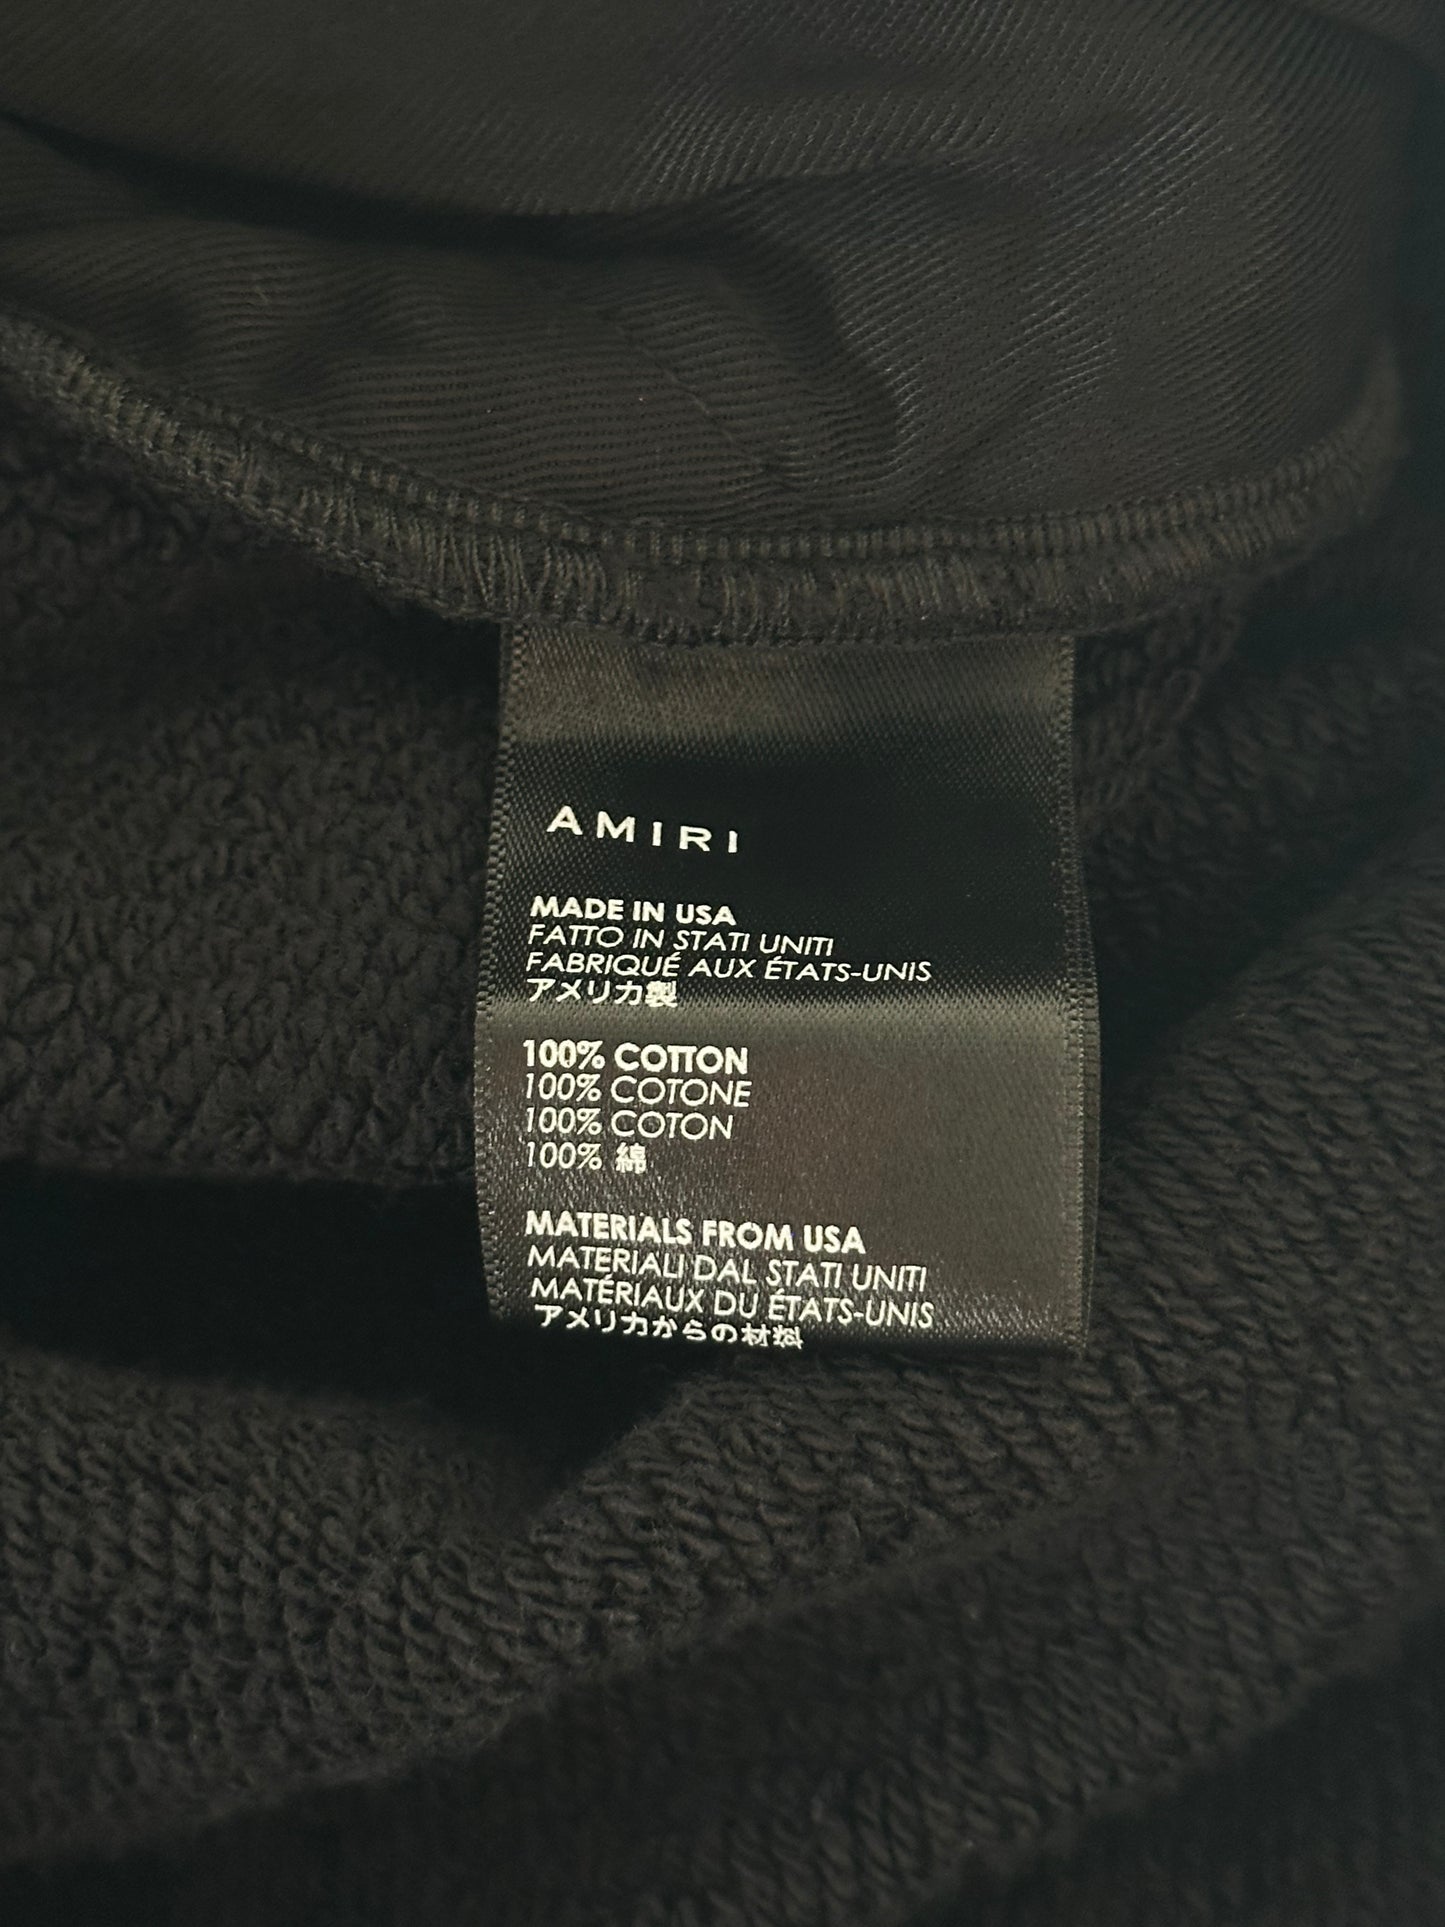 AMIRI
MADE IN USA
FATTO IN STATI UNITI
FABRIQUÉ AUX ÉTATS-UNIS
アメリカ製
100% COTTON
100% COTONE
100% COTON
100% 綿
MATERIALS FROM USA
MATERIALI DAL STATI UNITI
MATÉRIAUX DU ÉTATS-UNIS
アメリカからの材料